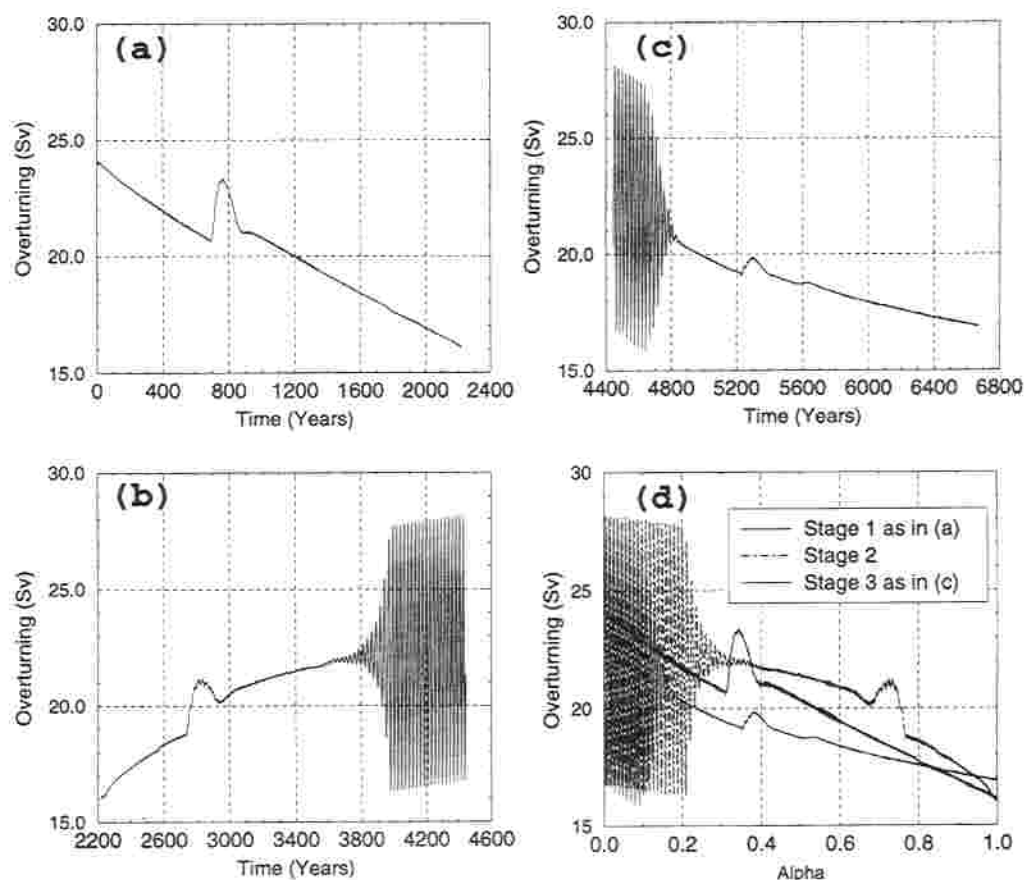 (a)
30.0
25.0
20.0
15.0
Overturning (Sv)
0 400 800 1200 1600 2000 2400
Time (Years)
(c)
30.0
25.0
20.0
15.0
Overturning (Sv)
4400 4800 5200 5600 6000 6400 6800
Time (Years)
(b)
30.0
25.0
20.0
15.0
Overturning (Sv)
2200 2600 3000 3400 3800 4200 4600
Time (Years)
(d)
30
25
20
15
Overturning (Sv)
Stage 1 as in (a)
Stage 2
Stage 3 as in (c)
0.0 0.2 0.4 0.6 0.8 1.0
Alpha